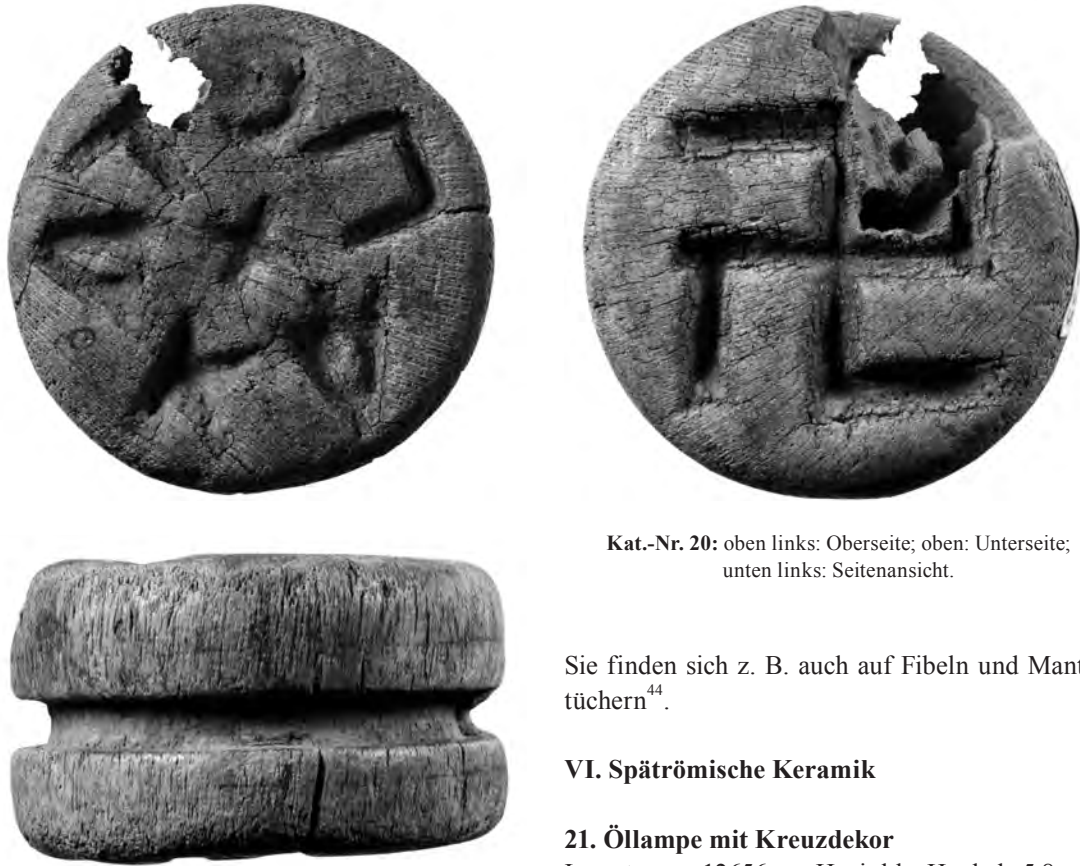 Kat.-Nr. 20: oben links: Oberseite; oben: Unterseite;
unten links: Seitenansicht.
Sie finden sich z. B. auch auf Fibeln und Mant
tüchern44.
VI. Spätrömische Keramik
21. Öllampe mit Kreuzdekor